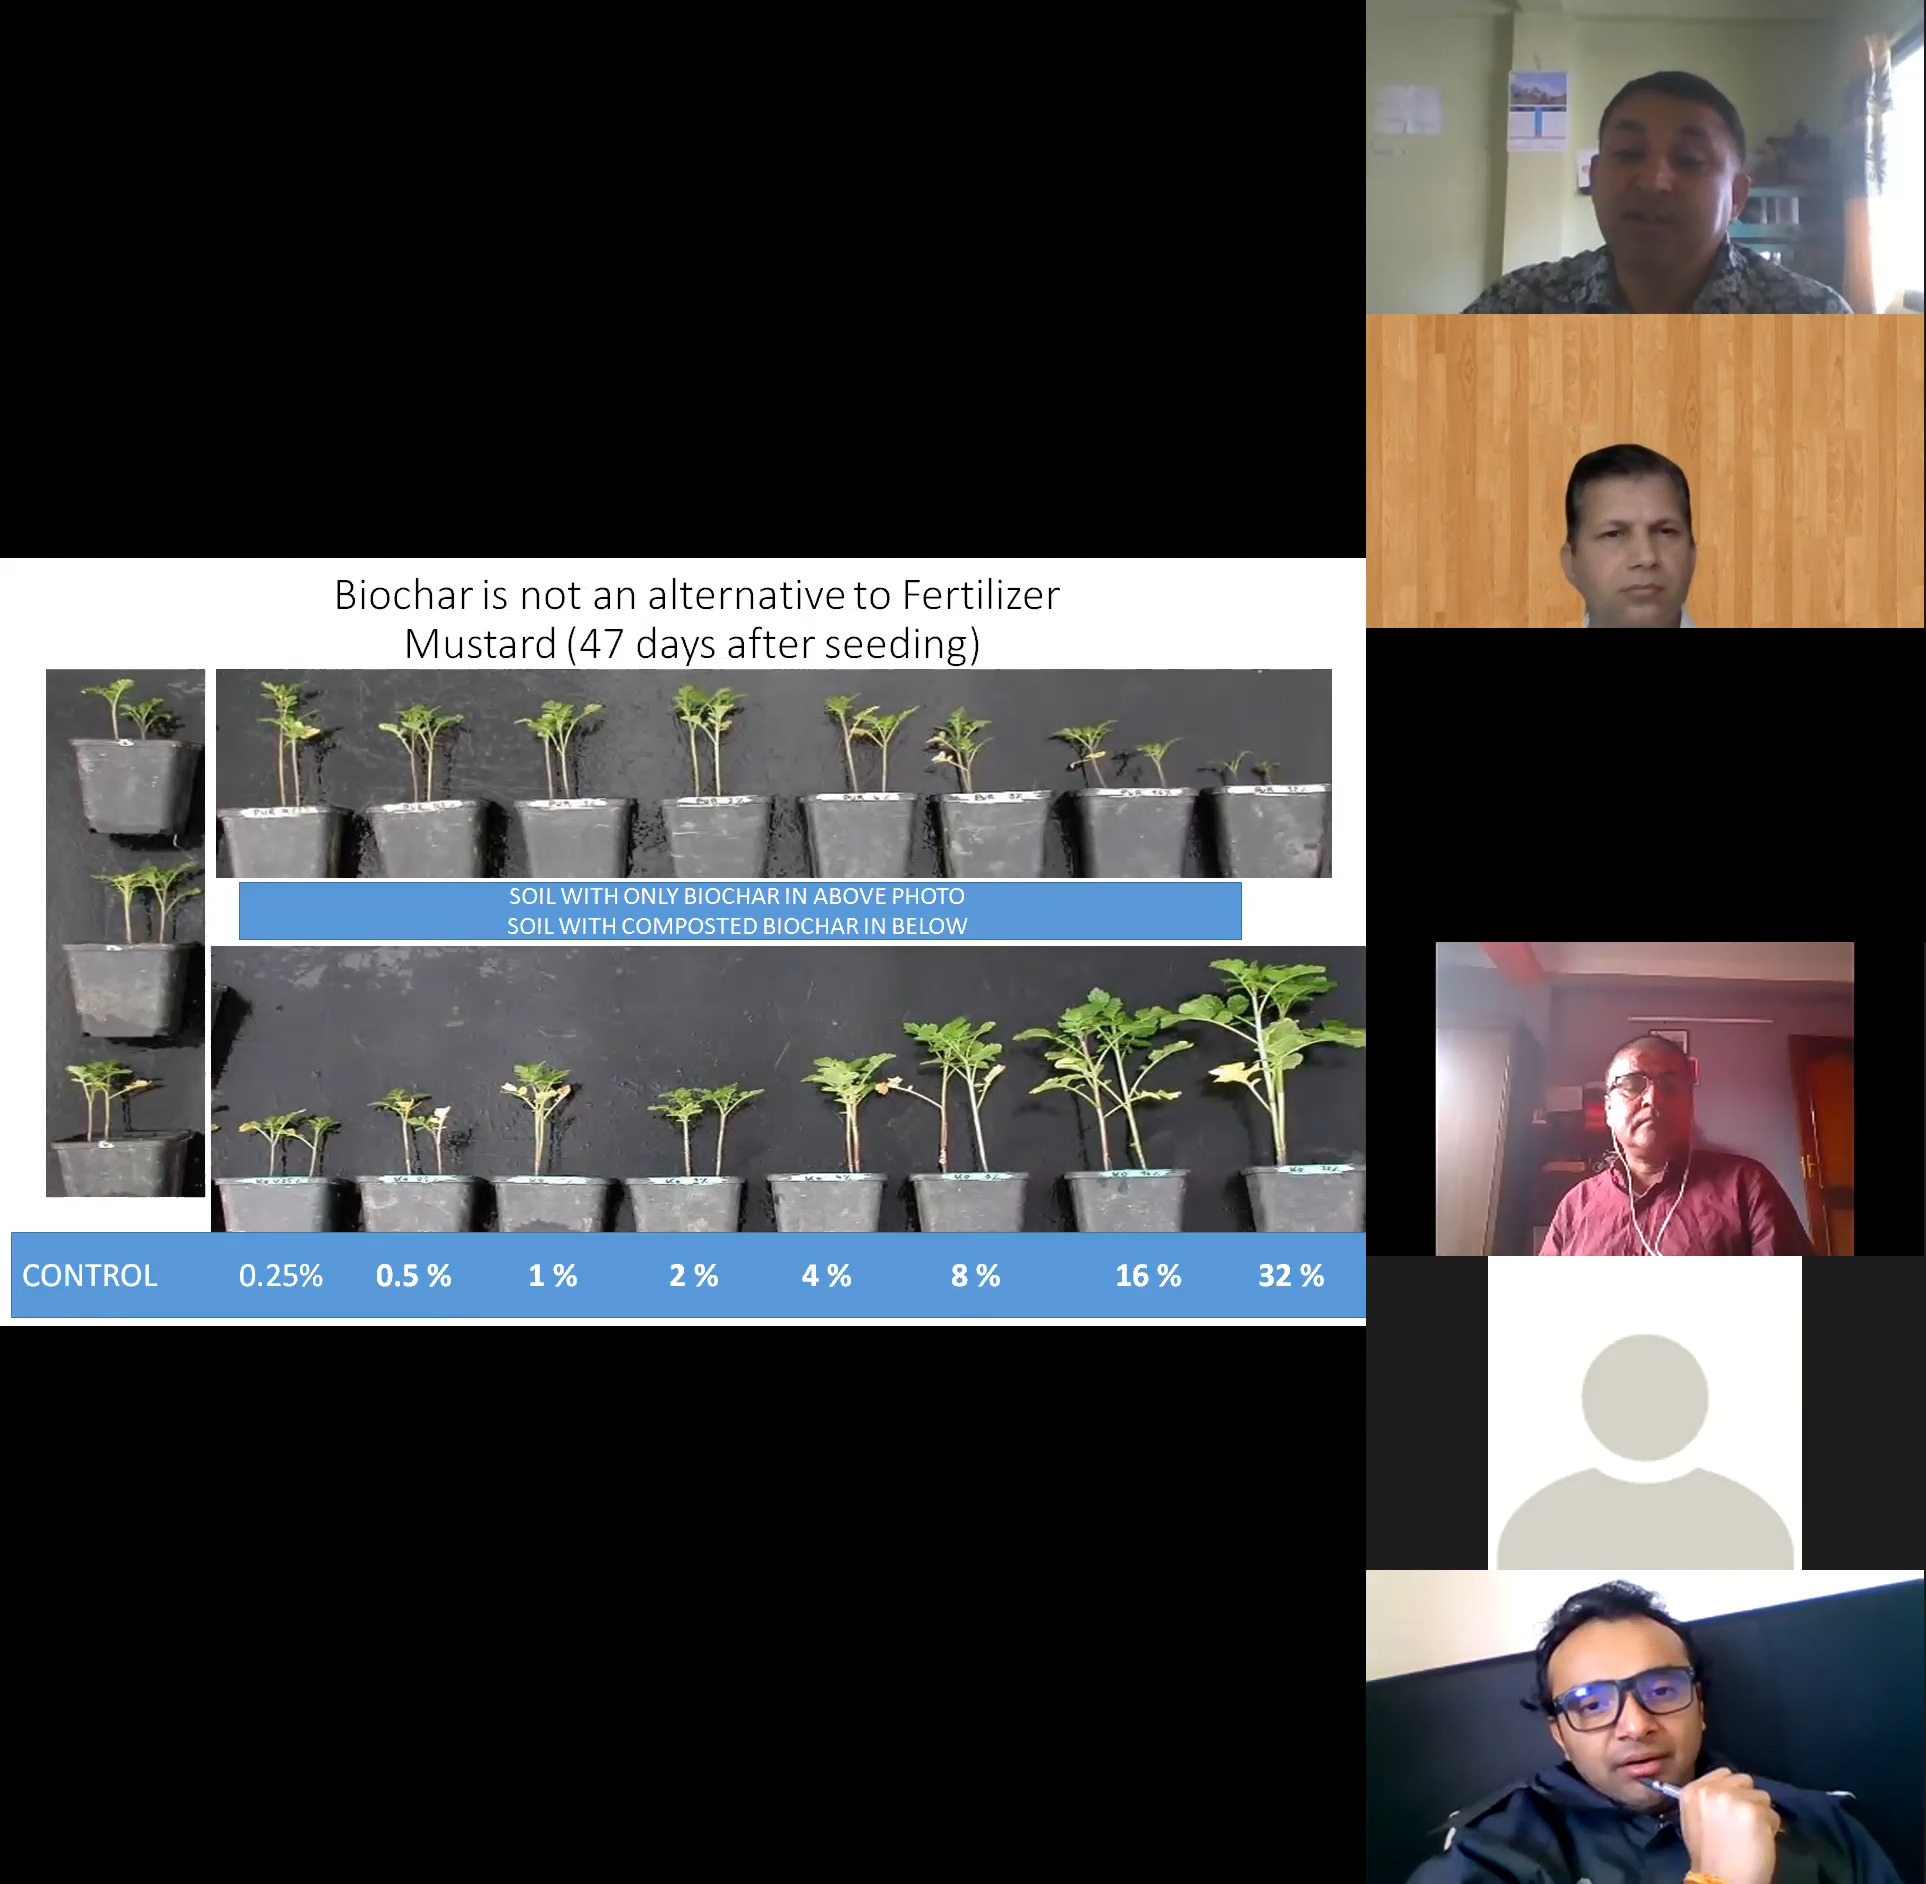 Biochar is not an alternative to Fertilizer
Mustard (47 days after seeding)
SOIL WITH ONLY BIOCHAR IN ABOVE PHOTO
SOIL WITH COMPOSTED BIOCHAR IN BELOW
CONTROL 0.25% 0.5 % 1 % 2 % 4 % 8 % 16 % 32 %